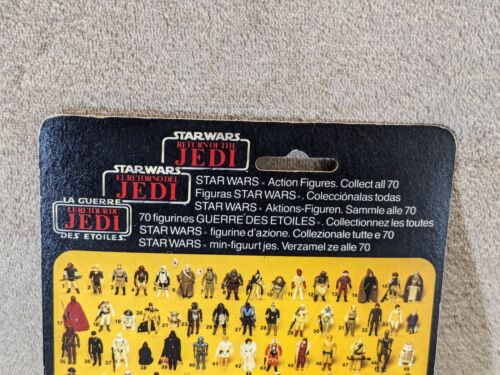 STAR WARS
RETURN OF THE
JEDI
STAR WARS
EL RETORNO DEL
JEDI
LA GUERRE
LE RETOUR DU
JEDI
DES ETOILES
STAR WARS Action Figures. Collect all 70
Figuras STAR WARS. Colecciónalas todas
STAR WARS Aktions-Figuren. Sammle alle 70
70 figurines GUERRE DES ETOILES. Collectionnez les toutes
STAR WARS figurine d'azione. Collezionale tutte e 70
STAR WARS min-figuurt jes. Verzamel ze alle 70